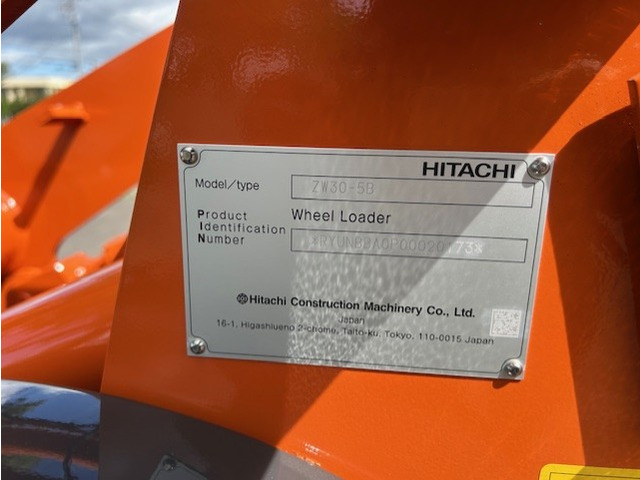 HITACHI
Model/type ZW30-5B
Product Identification Number
Wheel Loader
Hitachi Construction Machinery Co., Ltd.
Japan
16-1, Higashiueno 2-chome, Taito-ku, Tokyo, 110-0015 Japan